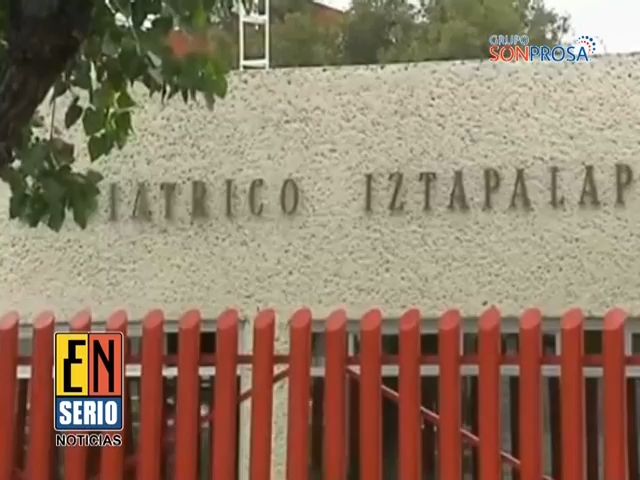 GRUPO
SONPROSA
IATRICO IZTAPALAP
EN
SERIO
NOTICIAS